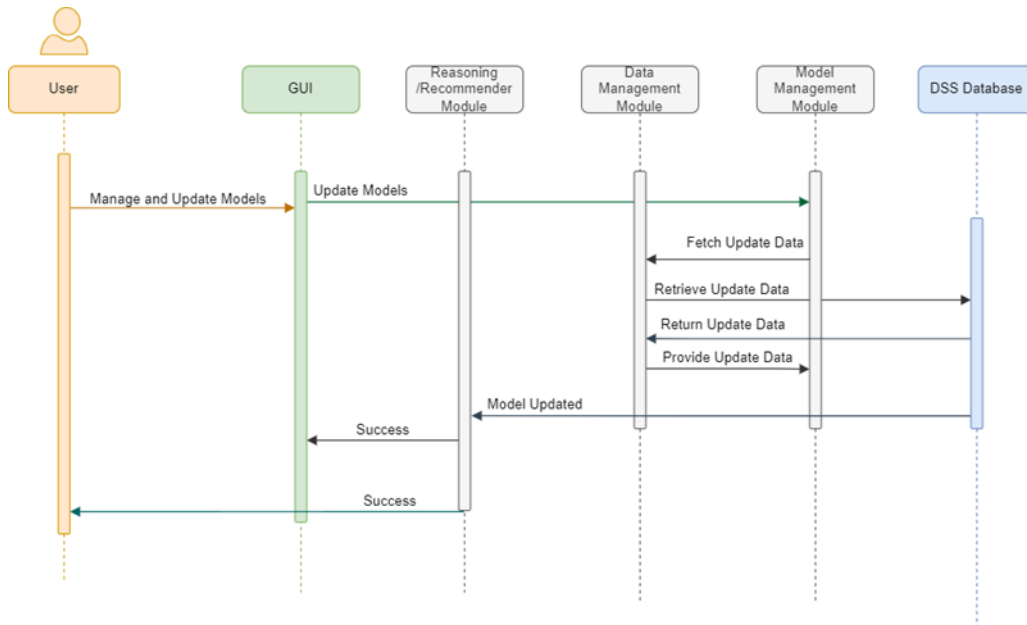 User
GUI
Reasoning
/Recommender
Module
Data
Management
Module
Model
Management
Module
DSS Database
Manage and Update Models
Update Models
Fetch Update Data
Retrieve Update Data
Return Update Data
Provide Update Data
Model Updated
Success
Success